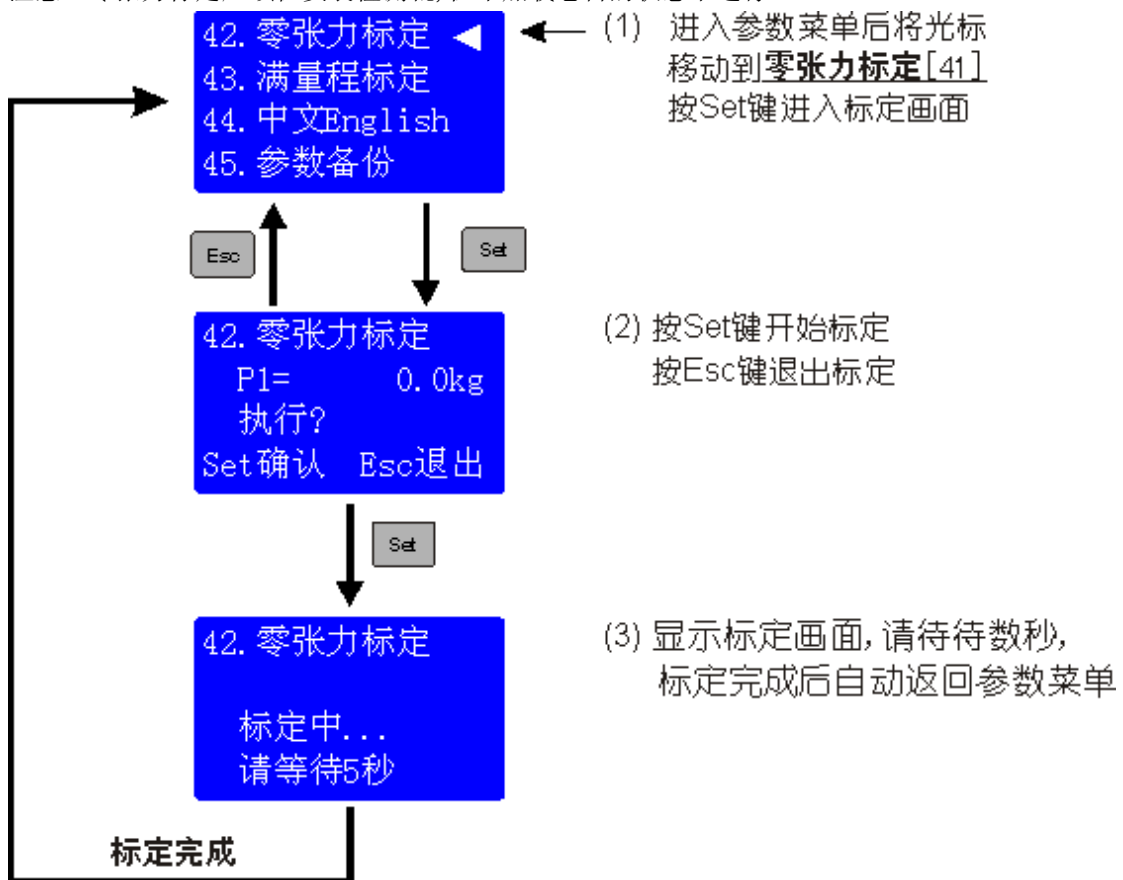 42. 零张力标定
43. 满量程标定
44. 中文English
45. 参数备份
(1) 进入参数菜单后将光标
移动到零张力标定[41]
按Set键进入标定画面
Esc
Set
42. 零张力标定
P1= 0.0kg
执行?
Set确认 Esc退出
(2) 按Set键开始标定
按Esc键退出标定
Set
42. 零张力标定
标定中...
请等待5秒
(3) 显示标定画面, 请待待数秒,
标定完成后自动返回参数菜单
标定完成